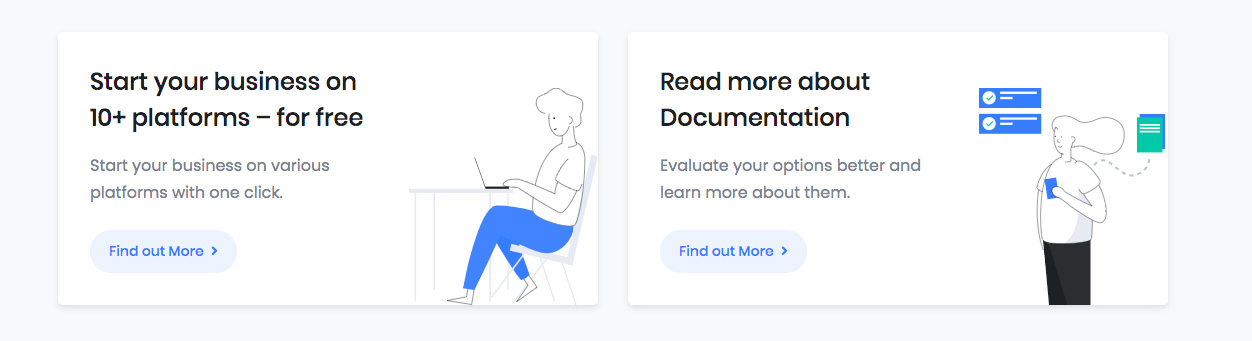 Start your business on
10+ platforms – for free
Start your business on various
platforms with one click.
Find out More
Read more about
Documentation
Evaluate your options better and
learn more about them.
Find out More